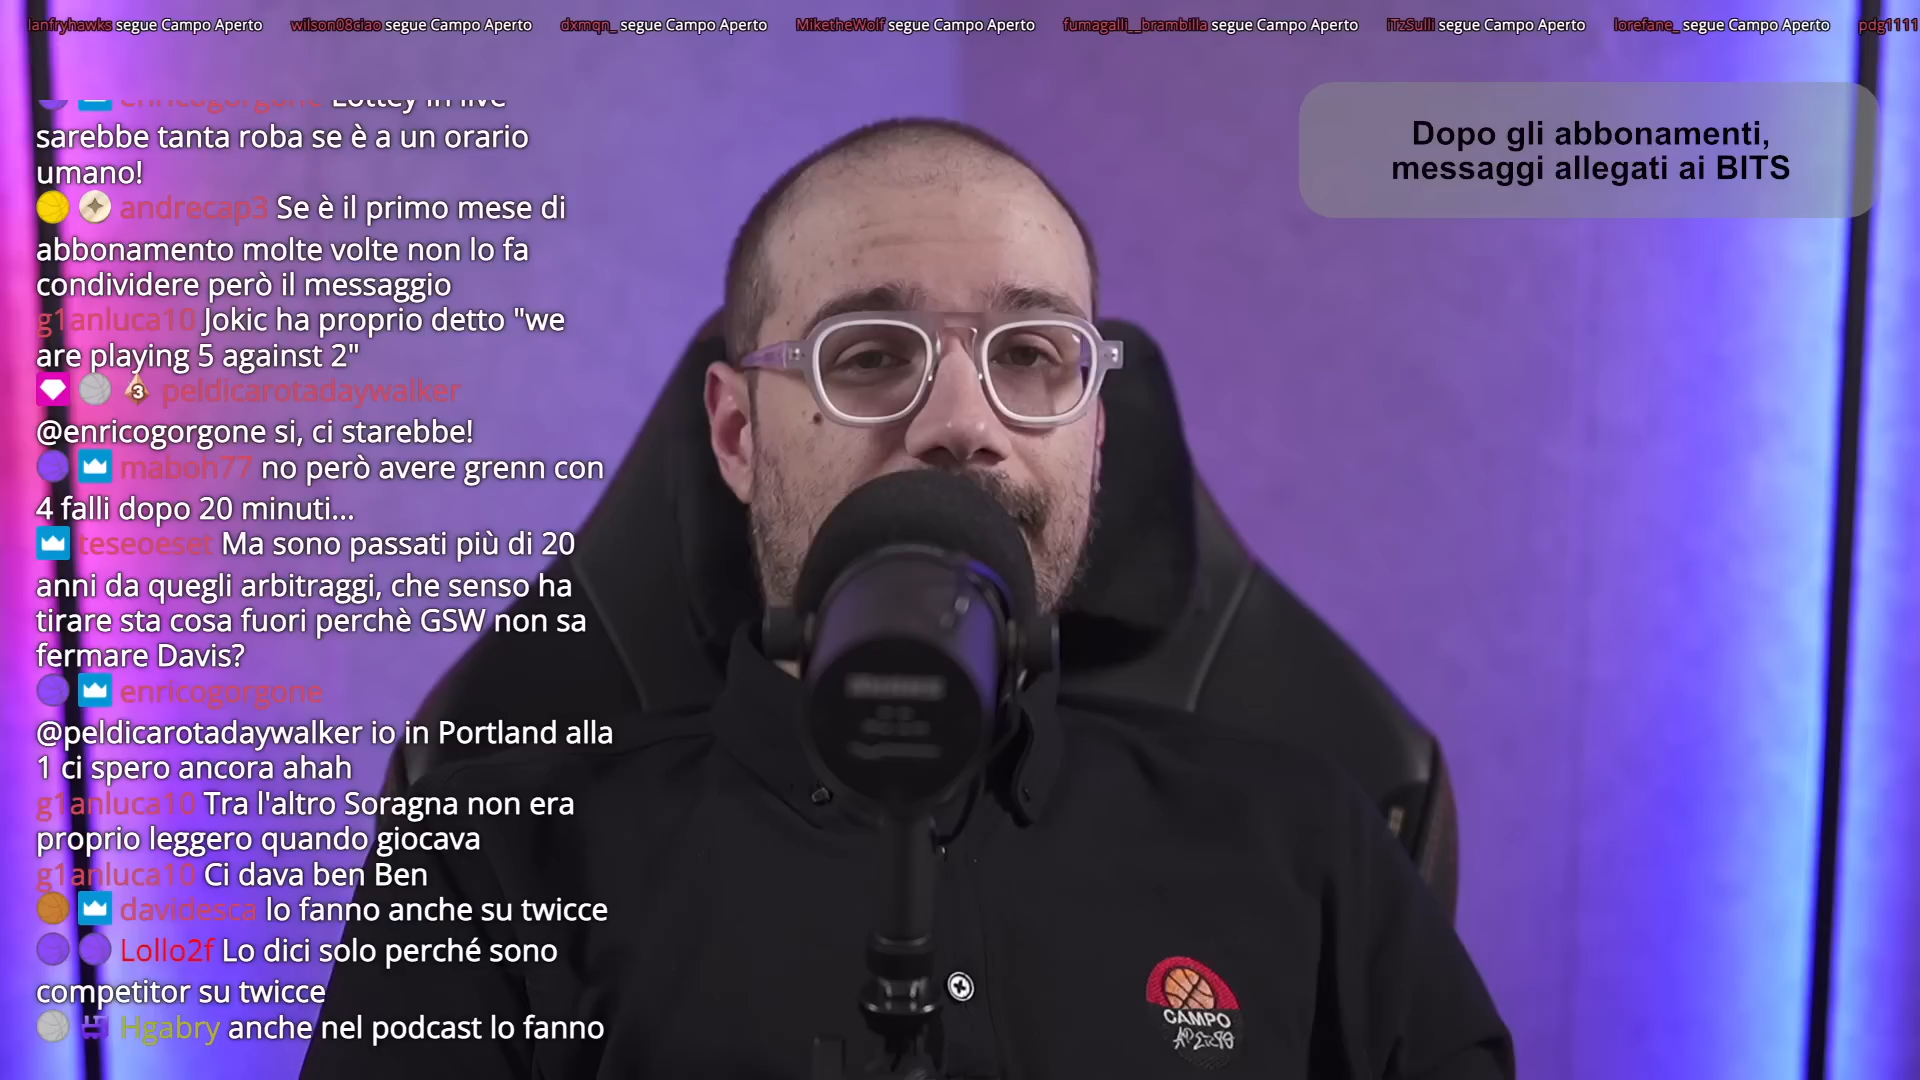 lanfryhawks segue Campo Aperto wilson08ciao segue Campo Aperto dxmqn_ segue Campo Aperto MiketheWolf segue Campo Aperto fumagalli__brambilla segue Campo Aperto iTzSulli segue Campo Aperto lorefane_ segue Campo Aperto pdg1111
Dopo gli abbonamenti,
messaggi allegati ai BITS
enricogorgone Lottey in live
sarebbe tanta roba se è a un orario
umano!
andrecap3 Se è il primo mese di
abbonamento molte volte non lo fa
condividere però il messaggio
g1anluca10 Jokic ha proprio detto "we
are playing 5 against 2"
3 peldicarotadaywalker
@enricogorgone si, ci starebbe!
maboh77 no però avere grenn con
4 falli dopo 20 minuti...
teseoeset Ma sono passati più di 20
anni da quegli arbitraggi, che senso ha
tirare sta cosa fuori perchè GSW non sa
fermare Davis?
enricogorgone
@peldicarotadaywalker io in Portland alla
1 ci spero ancora ahah
g1anluca10 Tra l'altro Soragna non era
proprio leggero quando giocava
g1anluca10 Ci dava ben Ben
davidesca lo fanno anche su twicce
Lollo2f Lo dici solo perché sono
competitor su twicce
Hgabry anche nel podcast lo fanno
CAMPO